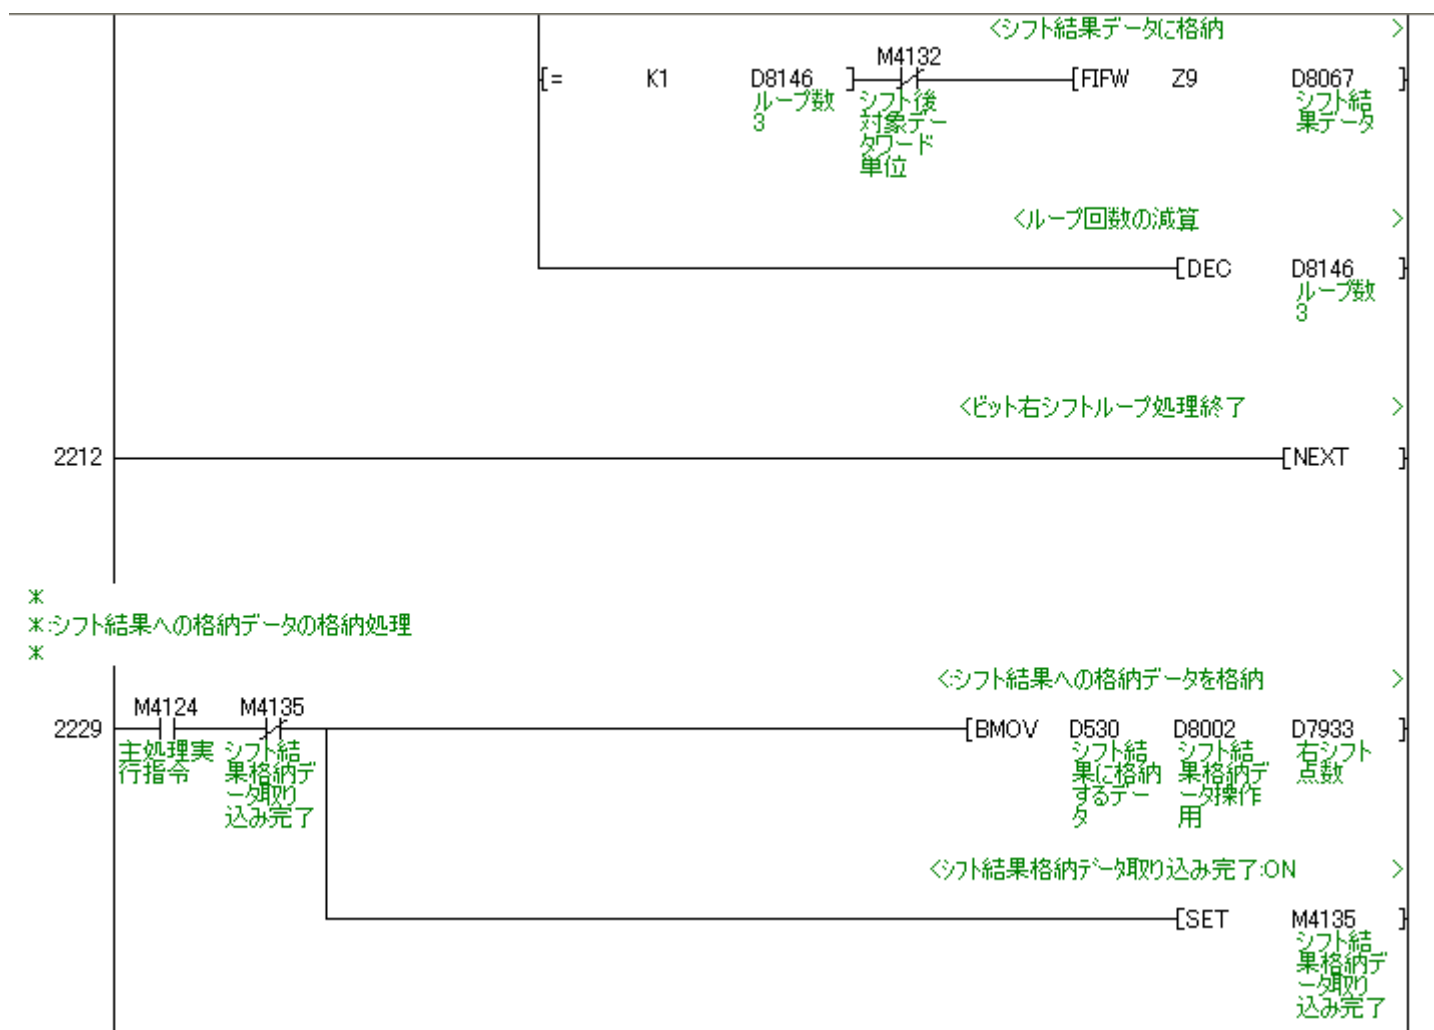 <シフト結果データに格納 >
M4132
[= K1 D8146 ] [FIFW Z9 D8067 ]
ループ数 シフト後 シフト結
3 対象デー 果データ
タワード
単位
<ループ回数の減算 >
[DEC D8146 ]
ループ数
3
<ビット右シフトループ処理終了 >
2212 [NEXT ]
*
*:シフト結果への格納データの格納処理
*
<:シフト結果への格納データを格納 >
M4124 M4135
2229 [BMOV D530 D8002 D7933 ]
主処理実 シフト結 シフト結 シフト結 右シフト
行指令 果格納デ 果に格納 果格納デ 点数
ータ取り するデー ータ操作
込み完了 タ 用
<シフト結果格納データ取り込み完了:ON >
[SET M4135 ]
シフト結
果格納デ
ータ取り
込み完了